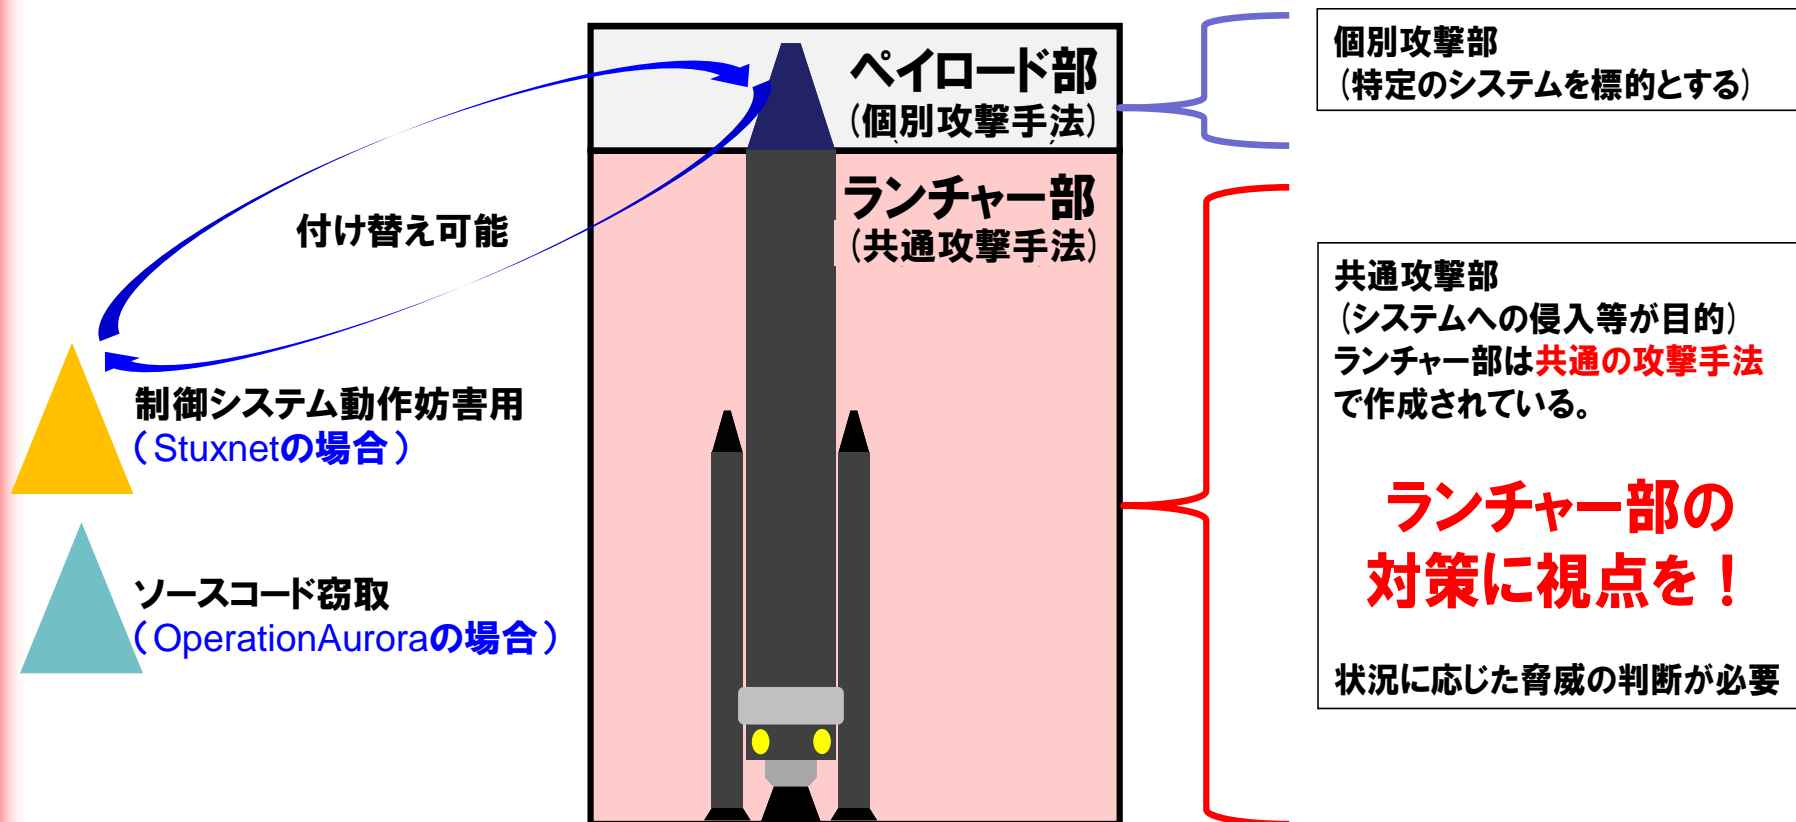 ペイロード部
(個別攻撃手法)
ランチャー部
(共通攻撃手法)
付け替え可能
制御システム動作妨害用
(Stuxnetの場合)
ソースコード窃取
(OperationAuroraの場合)
個別攻撃部
(特定のシステムを標的とする)
共通攻撃部
(システムへの侵入等が目的)
ランチャー部は共通の攻撃手法
で作成されている。
ランチャー部の
対策に視点を！
状況に応じた脅威の判断が必要